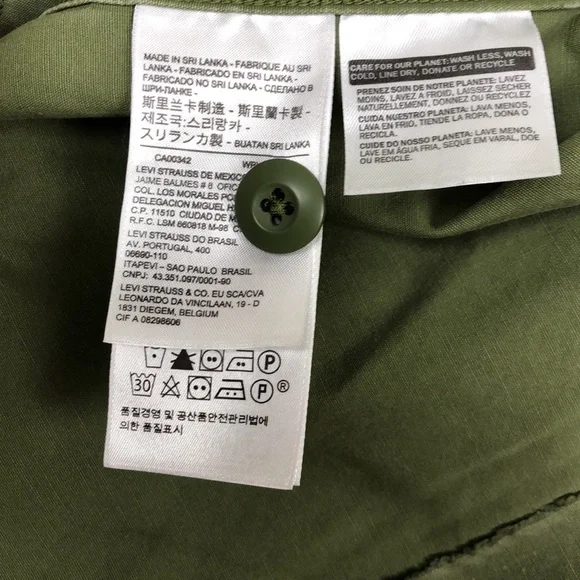 MADE IN SRI LANKA - FABRIQUE AU SRI
LANKA - FABRICADO EN SRI LANKA -
FABRICADO NO SRI LANKA - СДЕЛАНО В
ШРИ-ЛАНКЕ -
斯里兰卡制造 - 斯里蘭卡製 -
제조국: 스리랑카 -
スリランカ製 - BUATAN SRI LANKA
CA00342
LEVI STRAUSS DE MEXICO
JAIME BALMES # 8 OFIC
COL. LOS MORALES PO
DELEGACION MIGUEL H
C.P. 11510 CIUDAD DE M
R.F.C. LSM 860818 M-98
LEVI STRAUSS DO BRASIL
AV. PORTUGAL, 400
06690-110
ITAPEVI – SAO PAULO BRASIL
CNPJ: 43.351.097/0001-90
LEVI STRAUSS & CO. EU SCA/CVA
LEONARDO DA VINCILAAN, 19 - D
1831 DIEGEM, BELGIUM
CIF A 08298606
P
30 P ®
품질경영 및 공산품안전관리법에
의한 품질표시
CARE FOR OUR PLANET: WASH LESS, WASH
COLD, LINE DRY, DONATE OR RECYCLE
PRENEZ SOIN DE NOTRE PLANETE: LAVEZ
MOINS, LAVEZ A FROID, LAISSEZ SECHER
NATURELLEMENT, DONNEZ OU RECYCLEZ
CUIDA NUESTRO PLANETA: LAVA MENOS,
LAVA EN FRIO, TIENDE LA ROPA, DONA O
RECICLA.
CUIDE DO NOSSO PLANETA: LAVE MENOS,
LAVE EM ÁGUA FRIA, SEQUE EM VARAL, DOE
OU RECICLE.